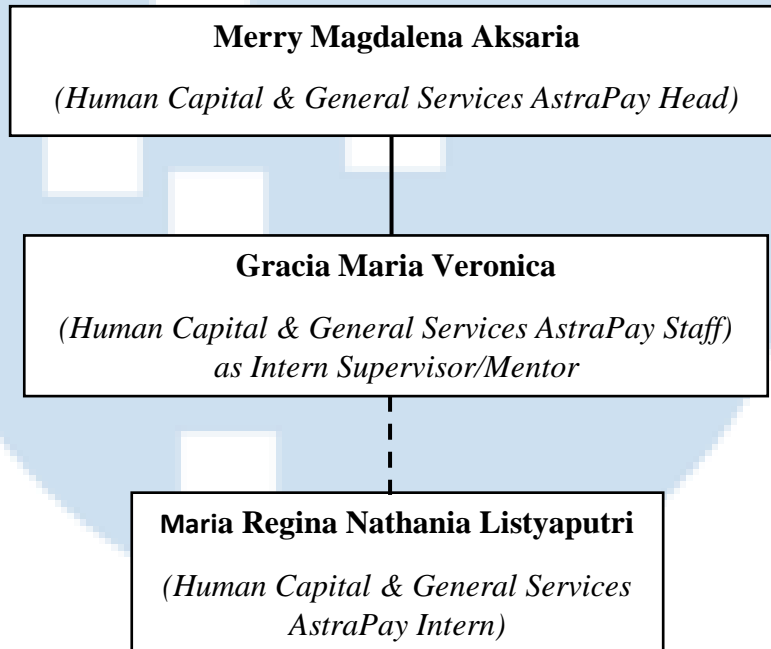 Merry Magdalena Aksaria
(Human Capital & General Services AstraPay Head)
Gracia Maria Veronica
(Human Capital & General Services AstraPay Staff)
as Intern Supervisor/Mentor
Maria Regina Nathania Listyaputri
(Human Capital & General Services
AstraPay Intern)